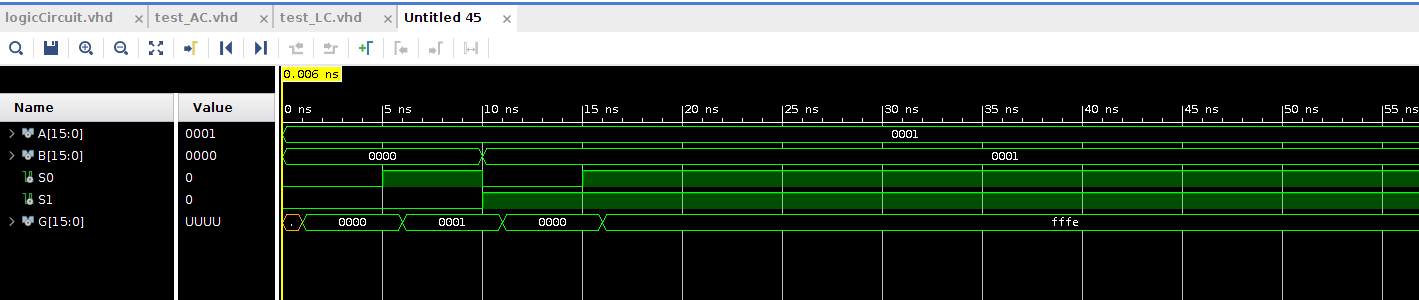 logicCircuit.vhd × test_AC.vhd × test_LC.vhd × Untitled 45 ×
0.006 ns
Name Value 0 ns 5 ns 10 ns 15 ns 20 ns 25 ns 30 ns 35 ns 40 ns 45 ns 50 ns 55 ns
A[15:0] 0001 0001
B[15:0] 0000 0000 0001
S0 0
S1 0
G[15:0] UUUU . 0000 0001 0000 fffe